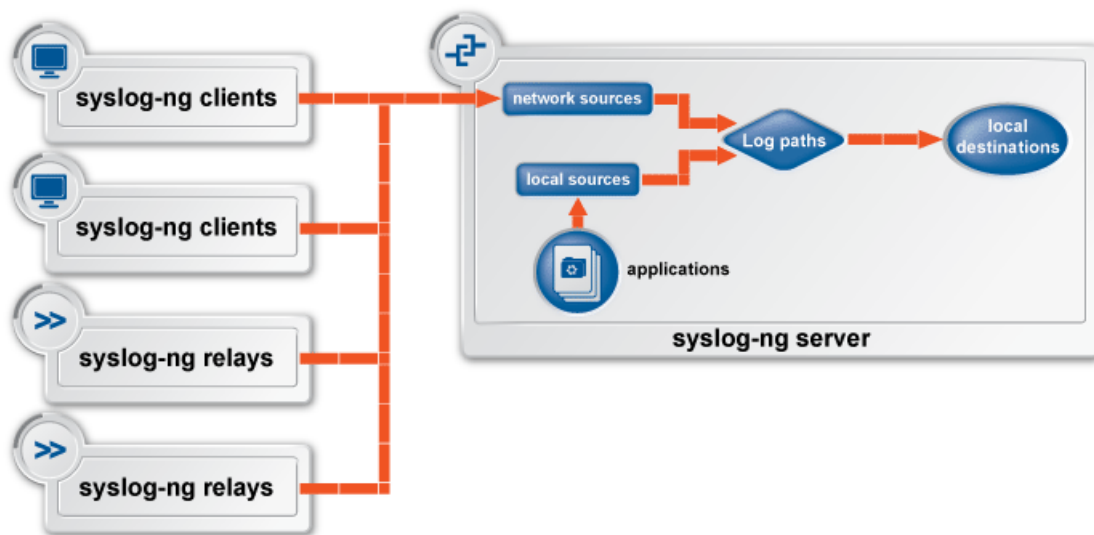 syslog-ng clients
syslog-ng clients
syslog-ng relays
syslog-ng relays
network sources
local sources
applications
Log paths
local
destinations
syslog-ng server